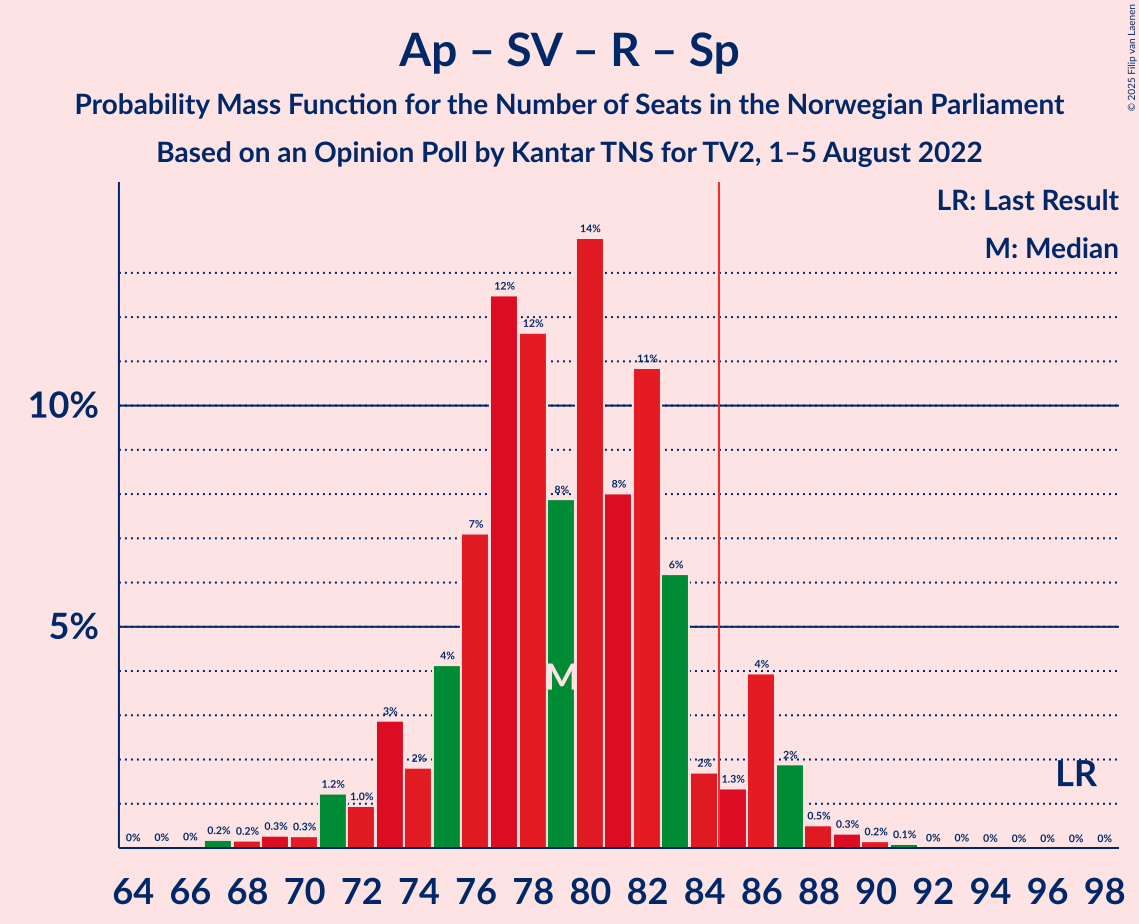 Ap – SV – R – Sp
Probability Mass Function for the Number of Seats in the Norwegian Parliament
Based on an Opinion Poll by Kantar TNS for TV2, 1–5 August 2022
© 2025 Filip van Laenen
LR: Last Result
M: Median
10%
5%
0% 0% 0% 0.2% 0.2% 0.3% 0.3% 1.2% 1.0% 3% 2% 4% 7% 12% 12% 8% 14% 8% 11% 6% 2% 1.3% 4% 2% 0.5% 0.3% 0.2% 0.1% 0% 0% 0% 0% 0% 0% 0%
M
LR
64 66 68 70 72 74 76 78 80 82 84 86 88 90 92 94 96 98